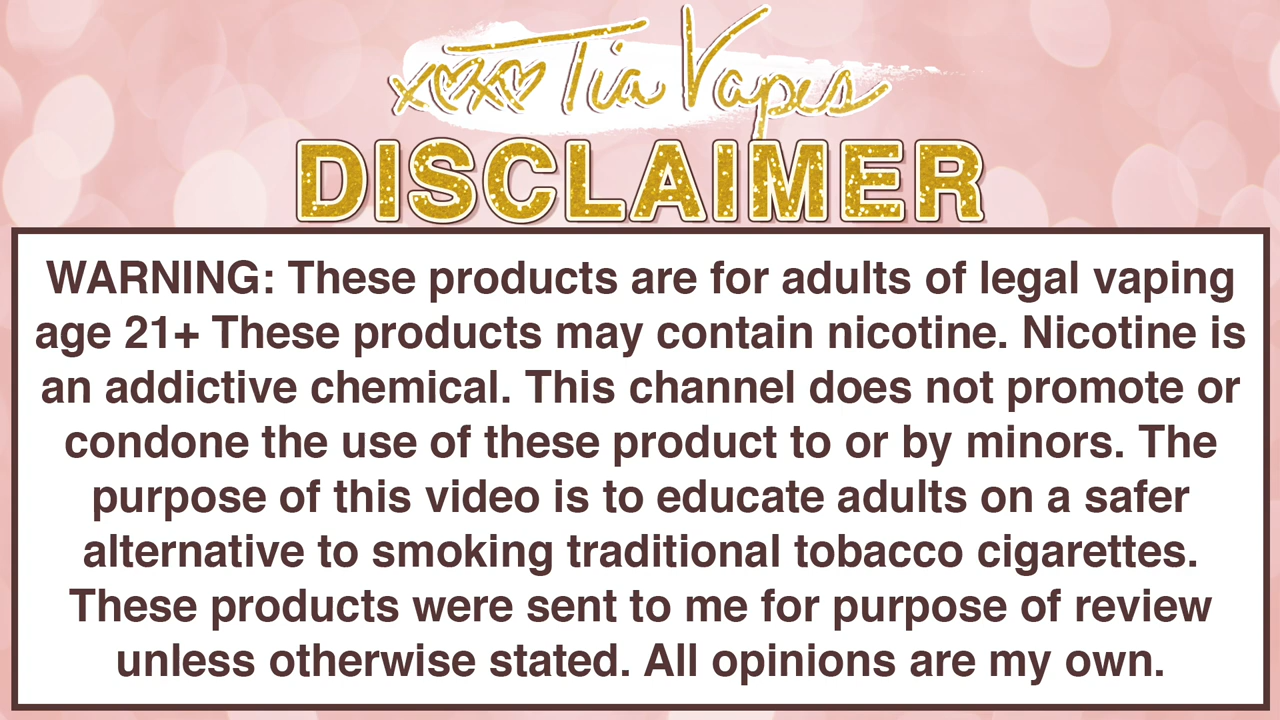 xoxo Tia Vapes
DISCLAIMER
WARNING: These products are for adults of legal vaping
age 21+ These products may contain nicotine. Nicotine is
an addictive chemical. This channel does not promote or
condone the use of these product to or by minors. The
purpose of this video is to educate adults on a safer
alternative to smoking traditional tobacco cigarettes.
These products were sent to me for purpose of review
unless otherwise stated. All opinions are my own.